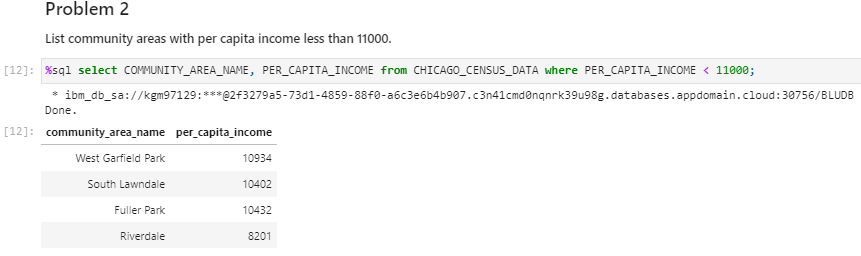 Problem 2
List community areas with per capita income less than 11000.
[12]: %sql select COMMUNITY_AREA_NAME, PER_CAPITA_INCOME from CHICAGO_CENSUS_DATA where PER_CAPITA_INCOME < 11000;
* ibm_db_sa://kgm97129:***@2f3279a5-73d1-4859-88f0-a6c3e6b4b907.c3n41cmd0nqnrk39u98g.databases.appdomain.cloud:30756/BLUDB
Done.
[12]: community_area_name per_capita_income
West Garfield Park 10934
South Lawndale 10402
Fuller Park 10432
Riverdale 8201